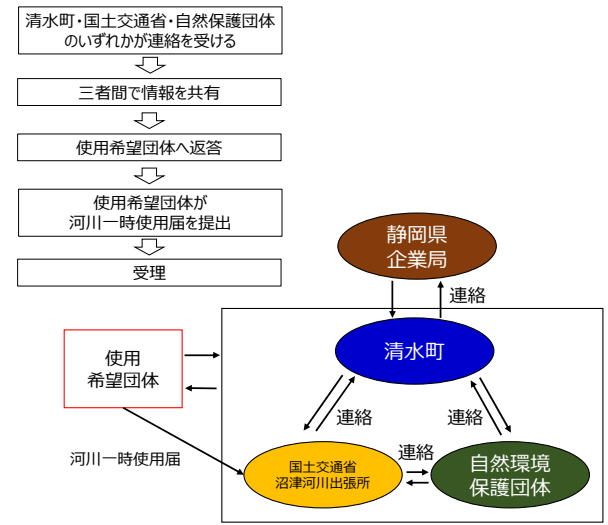 清水町・国土交通省・自然保護団体
のいずれかが連絡を受ける
三者間で情報を共有
使用希望団体へ返答
使用希望団体が
河川一時使用届を提出
受理
静岡県
企業局
連絡
清水町
使用
希望団体
連絡
連絡
河川一時使用届
国土交通省
沼津河川出張所
連絡
自然環境
保護団体